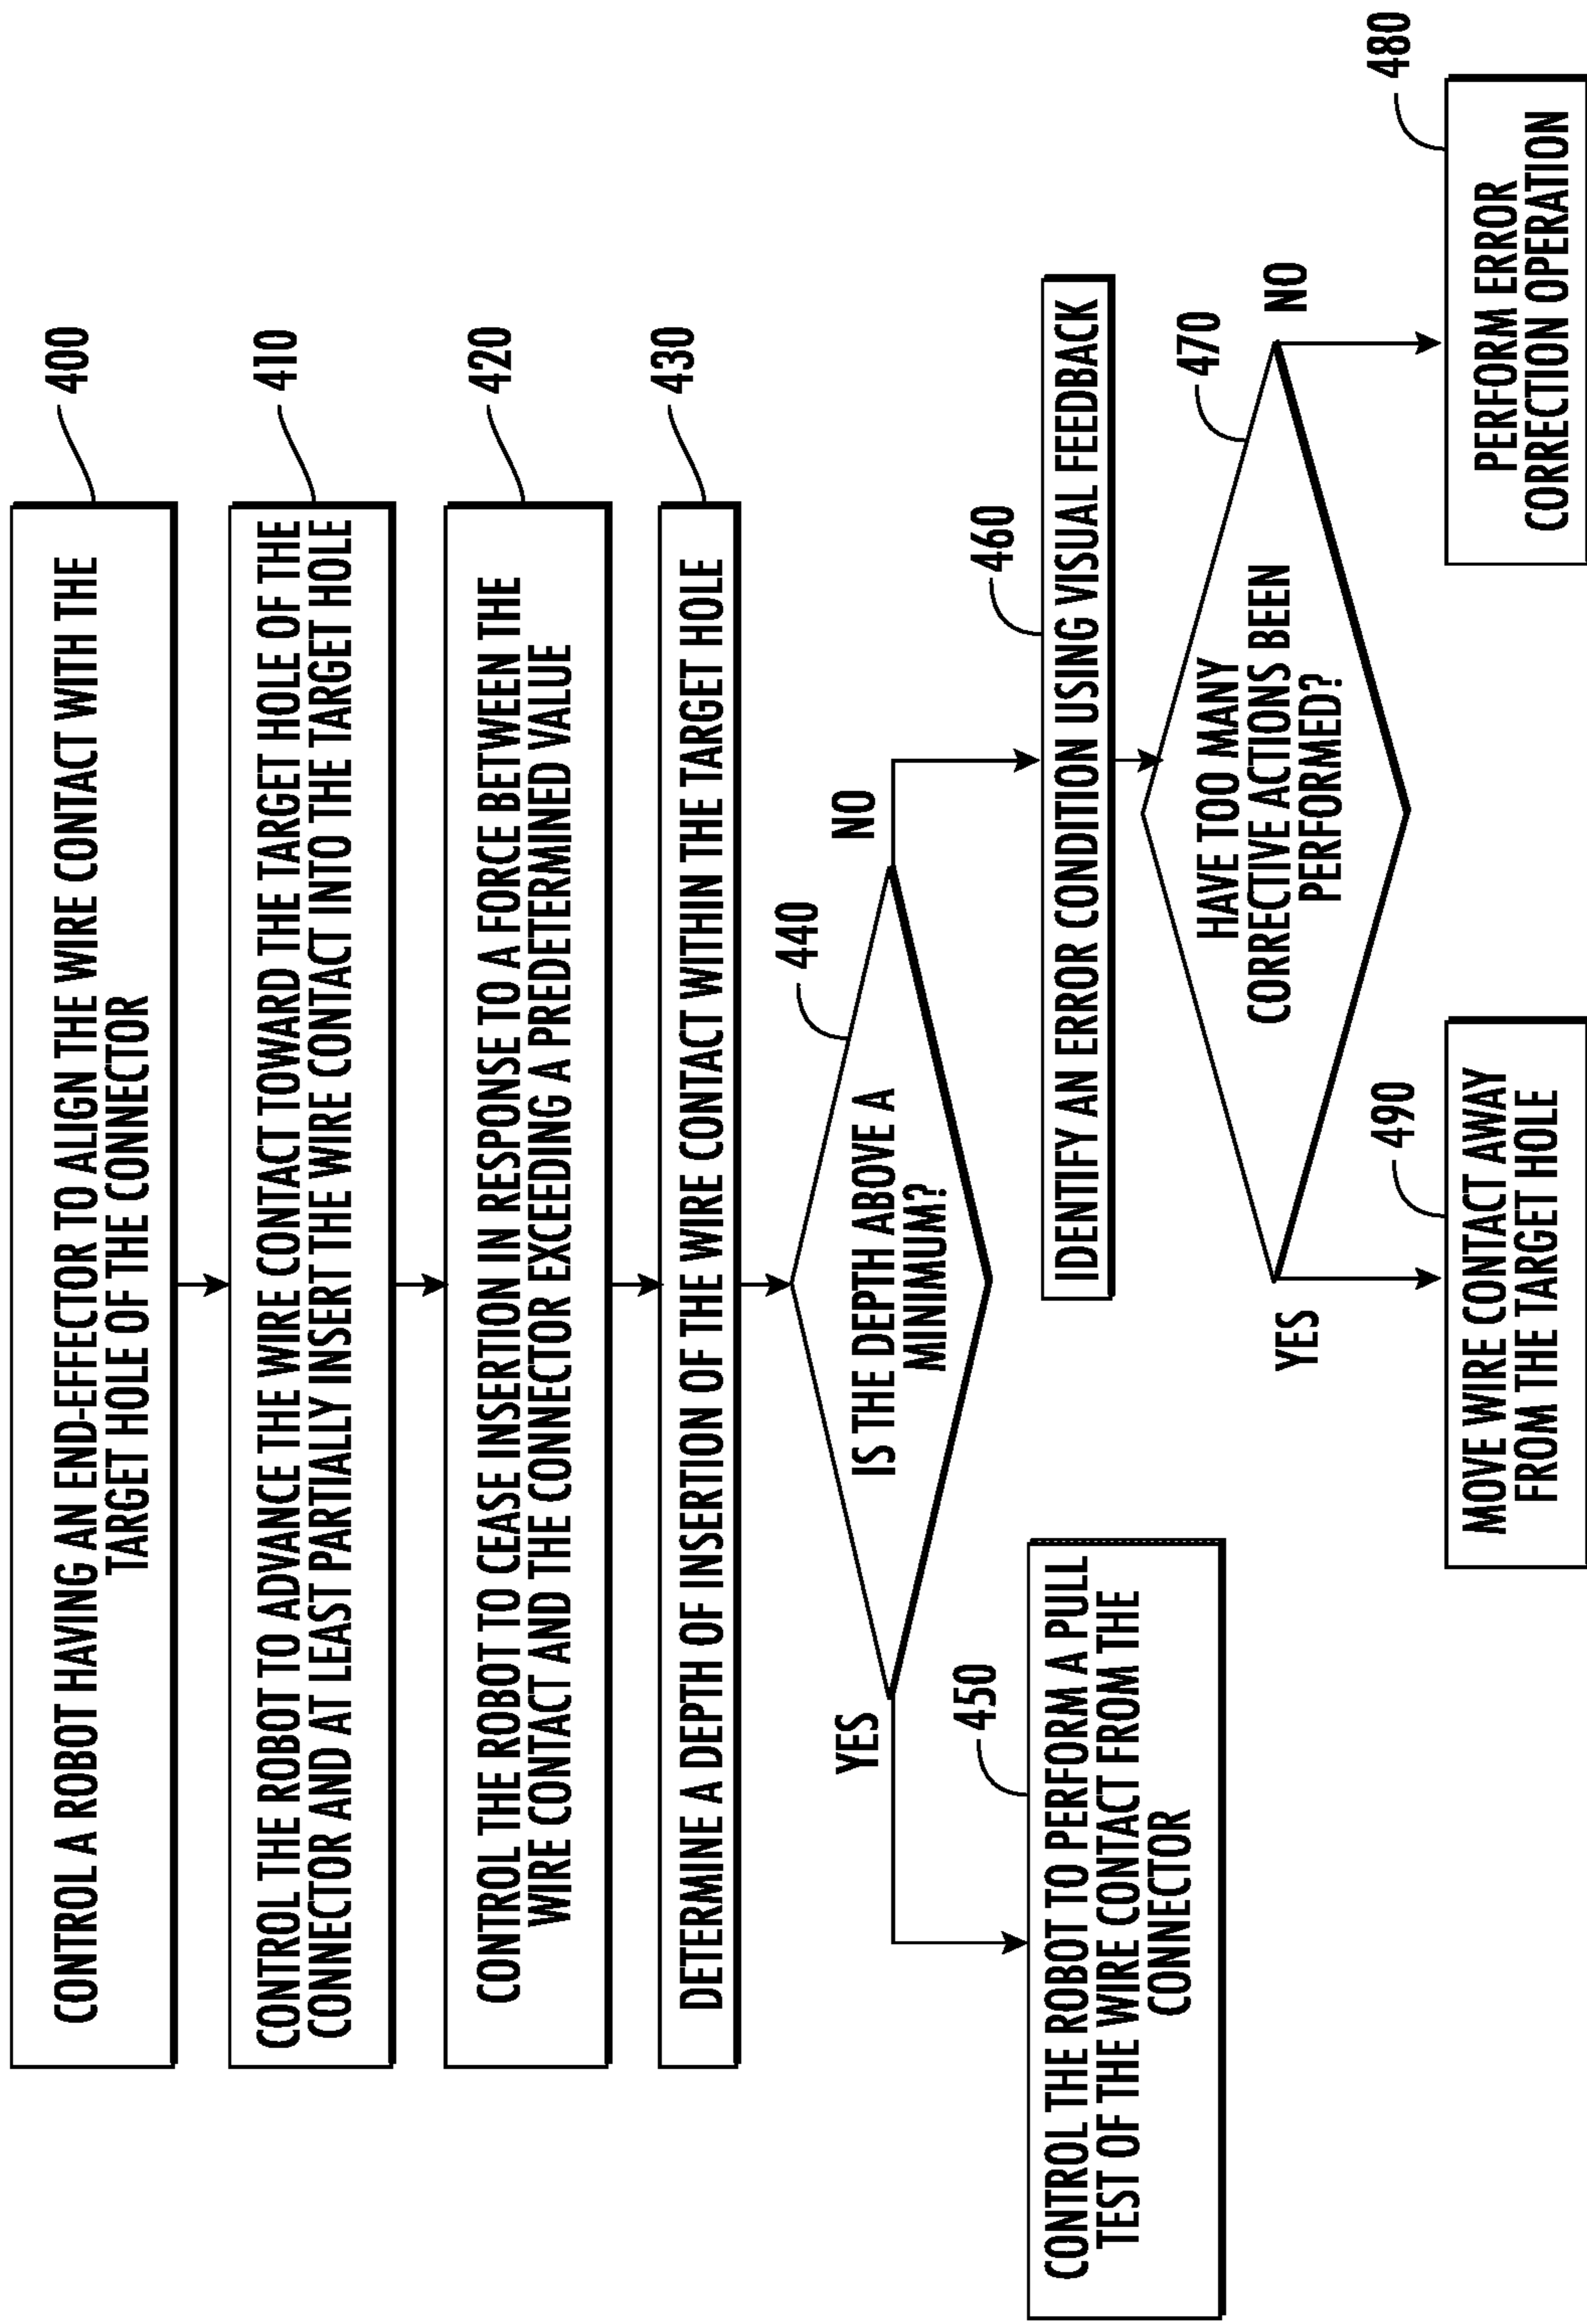 400
CONTROL A ROBOT HAVING AN END-EFFECTOR TO ALIGN THE WIRE CONTACT WITH THE
TARGET HOLE OF THE CONNECTOR
410
CONTROL THE ROBOT TO ADVANCE THE WIRE CONTACT TOWARD THE TARGET HOLE OF THE
CONNECTOR AND AT LEAST PARTIALLY INSERT THE WIRE CONTACT INTO THE TARGET HOLE
420
CONTROL THE ROBOT TO CEASE INSERTION IN RESPONSE TO A FORCE BETWEEN THE
WIRE CONTACT AND THE CONNECTOR EXCEEDING A PREDETERMINED VALUE
430
DETERMINE A DEPTH OF INSERTION OF THE WIRE CONTACT WITHIN THE TARGET HOLE
440
IS THE DEPTH ABOVE A
MINIMUM?
YES
NO
450
CONTROL THE ROBOT TO PERFORM A PULL
TEST OF THE WIRE CONTACT FROM THE
CONNECTOR
460
IDENTIFY AN ERROR CONDITION USING VISUAL FEEDBACK
470
HAVE TOO MANY
CORRECTIVE ACTIONS BEEN
PERFORMED?
YES
NO
490
MOVE WIRE CONTACT AWAY
FROM THE TARGET HOLE
480
PERFORM ERROR
CORRECTION OPERATION